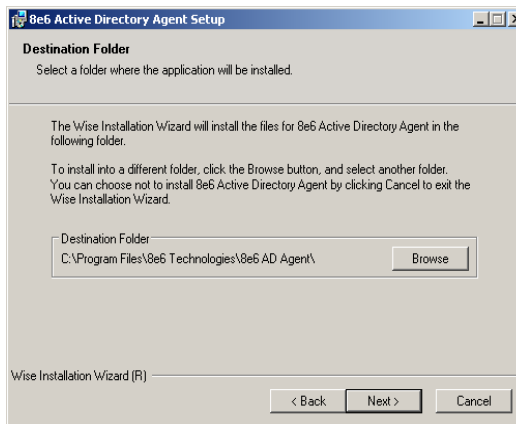 8e6 Active Directory Agent Setup
Destination Folder
Select a folder where the application will be installed.
The Wise Installation Wizard will install the files for 8e6 Active Directory Agent in the
following folder.
To install into a different folder, click the Browse button, and select another folder.
You can choose not to install 8e6 Active Directory Agent by clicking Cancel to exit the
Wise Installation Wizard.
Destination Folder
C:\Program Files\8e6 Technologies\8e6 AD Agent\
Browse
Wise Installation Wizard (R)
< Back
Next >
Cancel